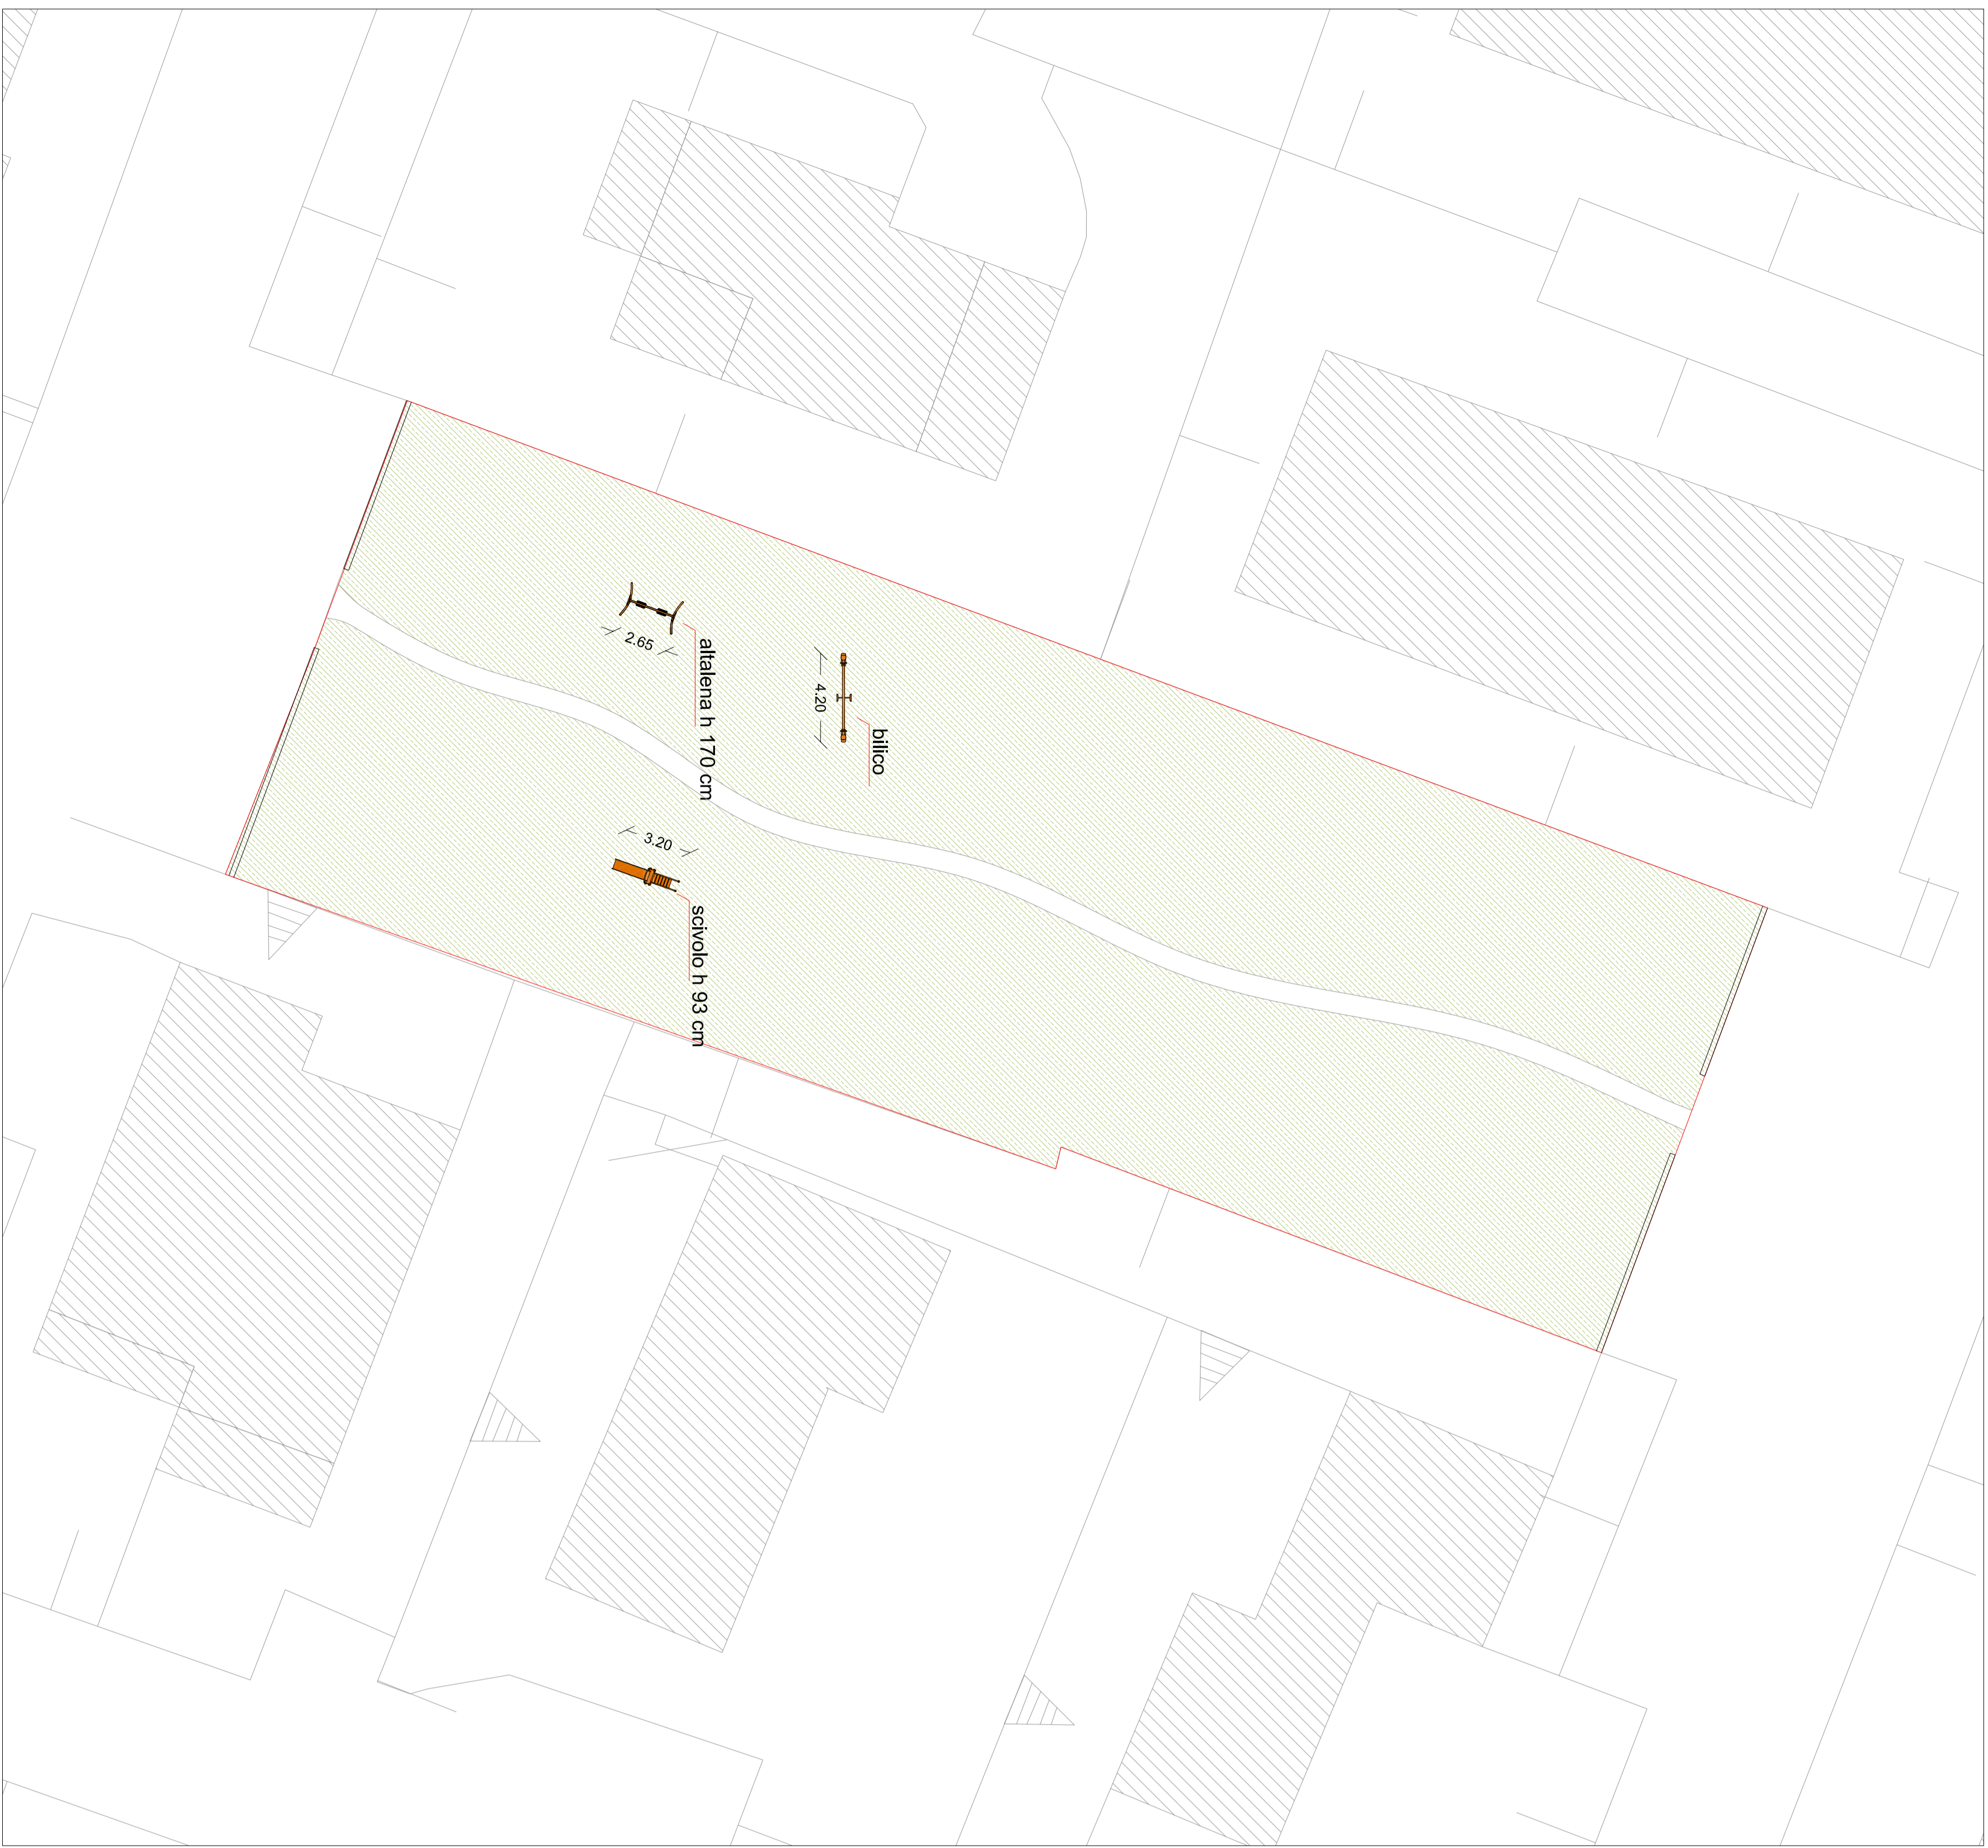 altalena h 170 cm
2.65
bilico
4.20
3.20
scivolo h 93 cm